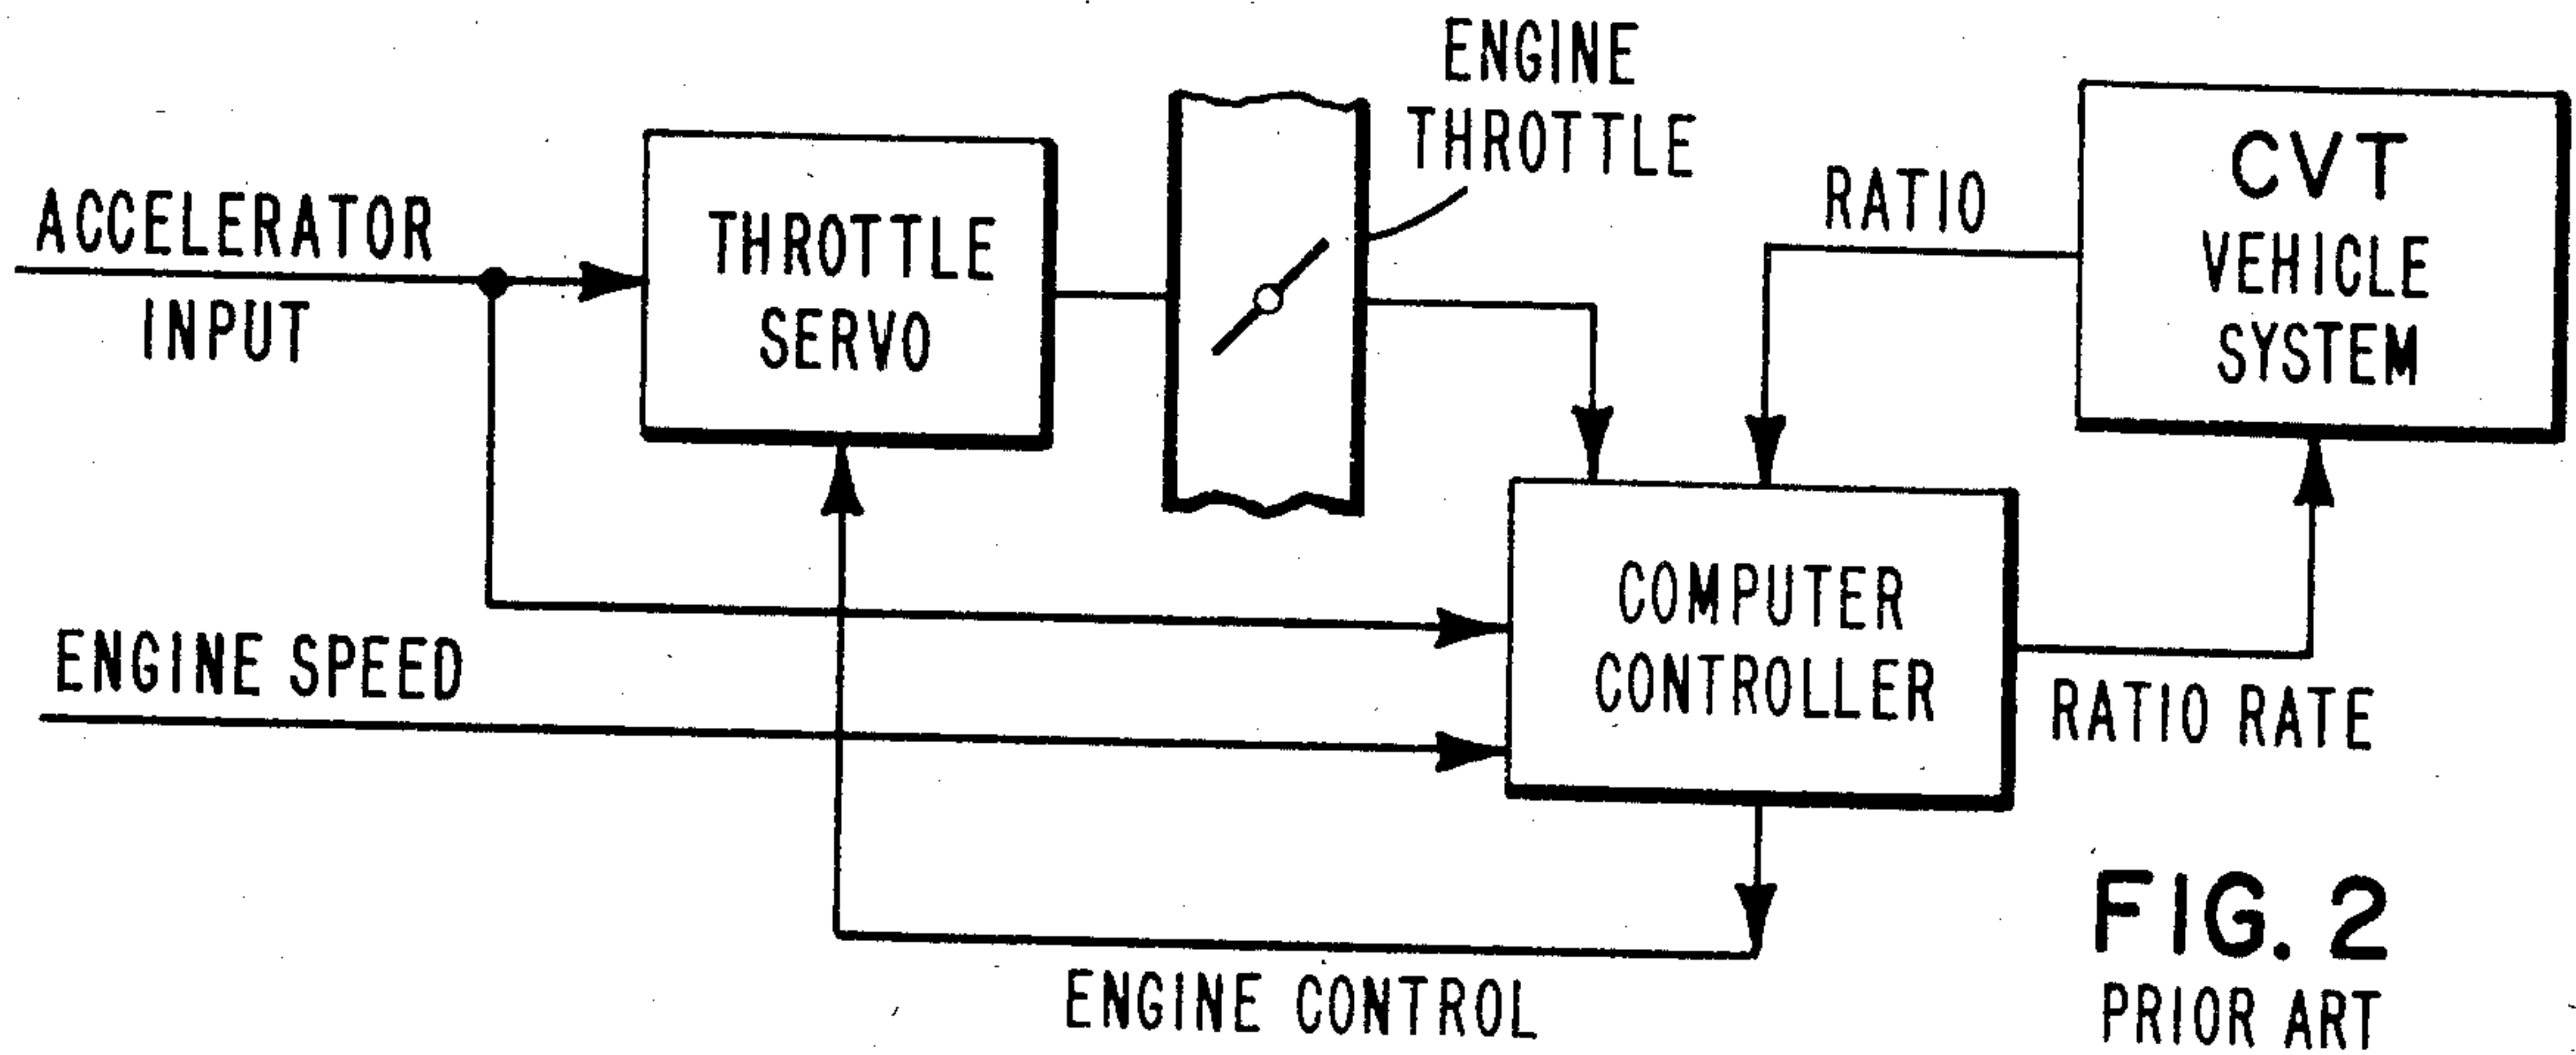 ENGINE
THROTTLE
ACCELERATOR
INPUT
THROTTLE
SERVO
RATIO
CVT
VEHICLE
SYSTEM
ENGINE SPEED
COMPUTER
CONTROLLER
RATIO RATE
ENGINE CONTROL
FIG. 2
PRIOR ART